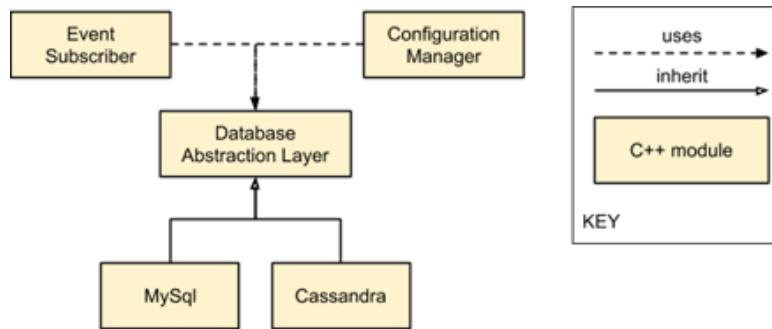 Event
Subscriber
Configuration
Manager
Database
Abstraction Layer
MySql
Cassandra
uses
inherit
C++ module
KEY